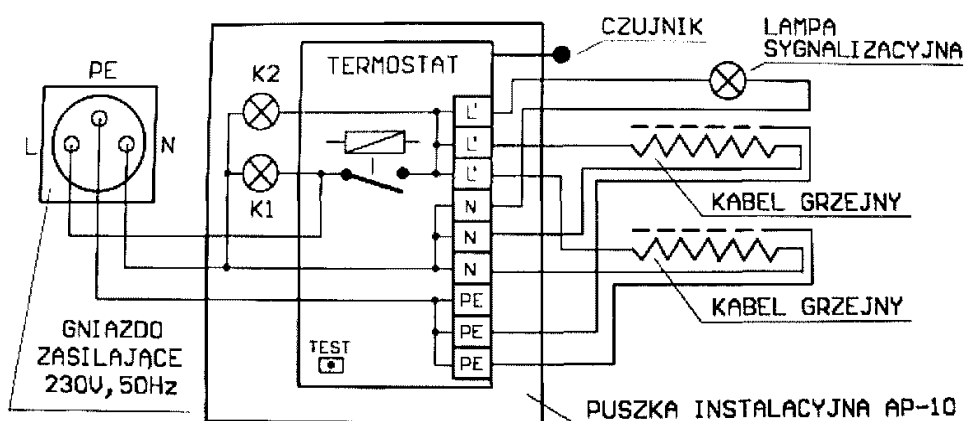 CZUJNIK
LAMPA
SYGNALIZACYJNA
PE
L
N
K2
K1
TERMOSTAT
L'
L'
L'
N
N
N
PE
PE
PE
TEST
KABEL GRZEJNY
KABEL GRZEJNY
GNIAZDO
ZASILAJĄCE
230V, 50Hz
PUSZKA INSTALACYJNA AP-10